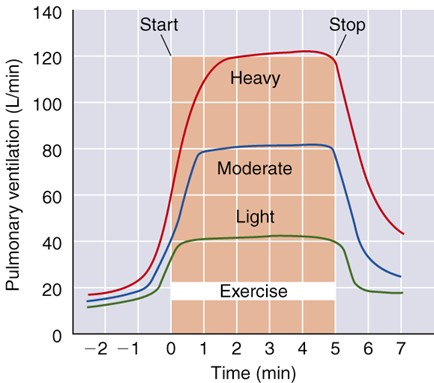 Start
Stop
140
120
100
80
60
40
20
0
Pulmonary ventilation (L/min)
Heavy
Moderate
Light
Exercise
−2 −1 0 1 2 3 4 5 6 7
Time (min)